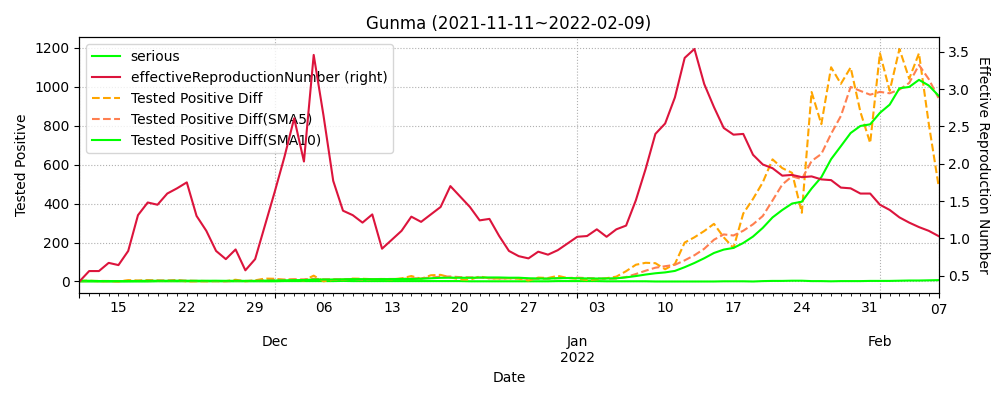 Gunma (2021-11-11~2022-02-09)
serious
effectiveReproductionNumber (right)
Tested Positive Diff
Tested Positive Diff(SMA5)
Tested Positive Diff(SMA10)
Tested Positive
1200
1000
800
600
400
200
0
Effective Reproduction Number
3.5
3.0
2.5
2.0
1.5
1.0
0.5
15 22 29 06 13 20 27 03 10 17 24 31 07
Dec Jan Feb
2022
Date